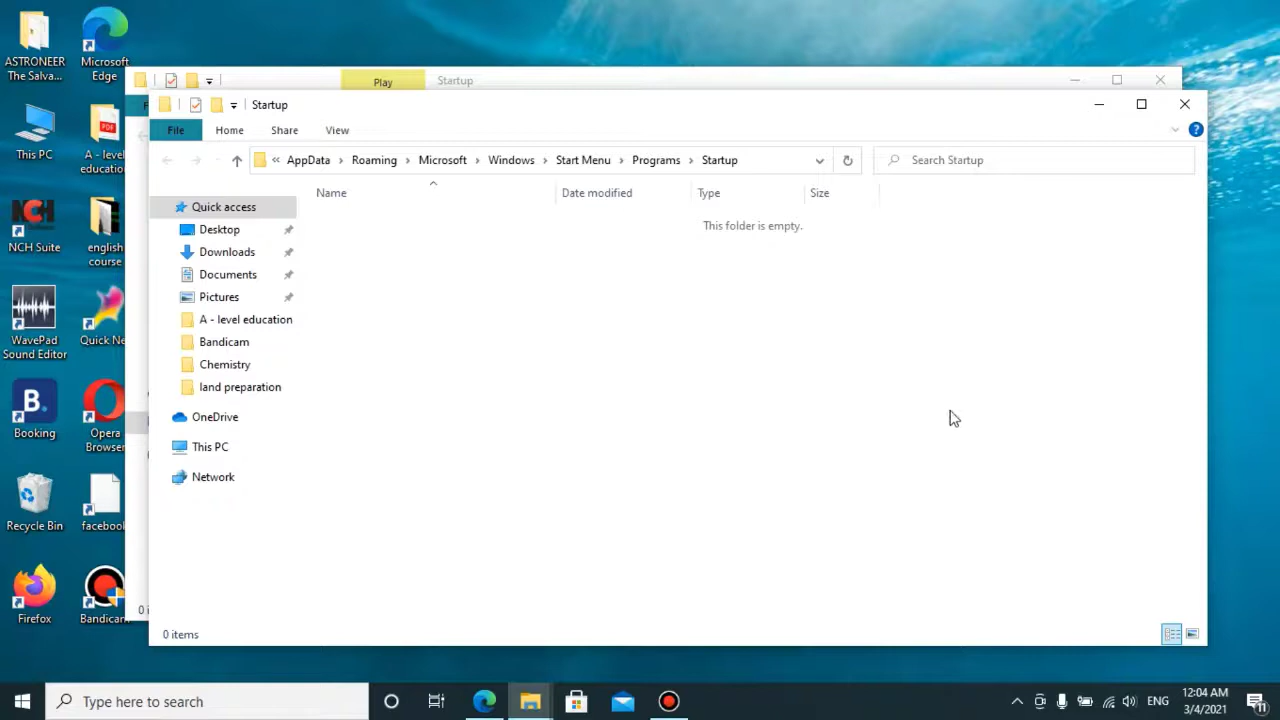 ASTRONEER
The Salva...
Microsoft
Edge
This PC
A - level
education
NCH
NCH Suite
english
course
WavePad
Sound Editor
Quick Ne
B.
Booking
Opera
Browser
Recycle Bin
facebook
Firefox
Bandicam
Play
Startup
0 i
Startup
File
Home
Share
View
« AppData › Roaming › Microsoft › Windows › Start Menu › Programs › Startup
Search Startup
Name
Date modified
Type
Size
This folder is empty.
Quick access
Desktop
Downloads
Documents
Pictures
A - level education
Bandicam
Chemistry
land preparation
OneDrive
This PC
Network
0 items
Type here to search
ENG
12:04 AM
3/4/2021
11